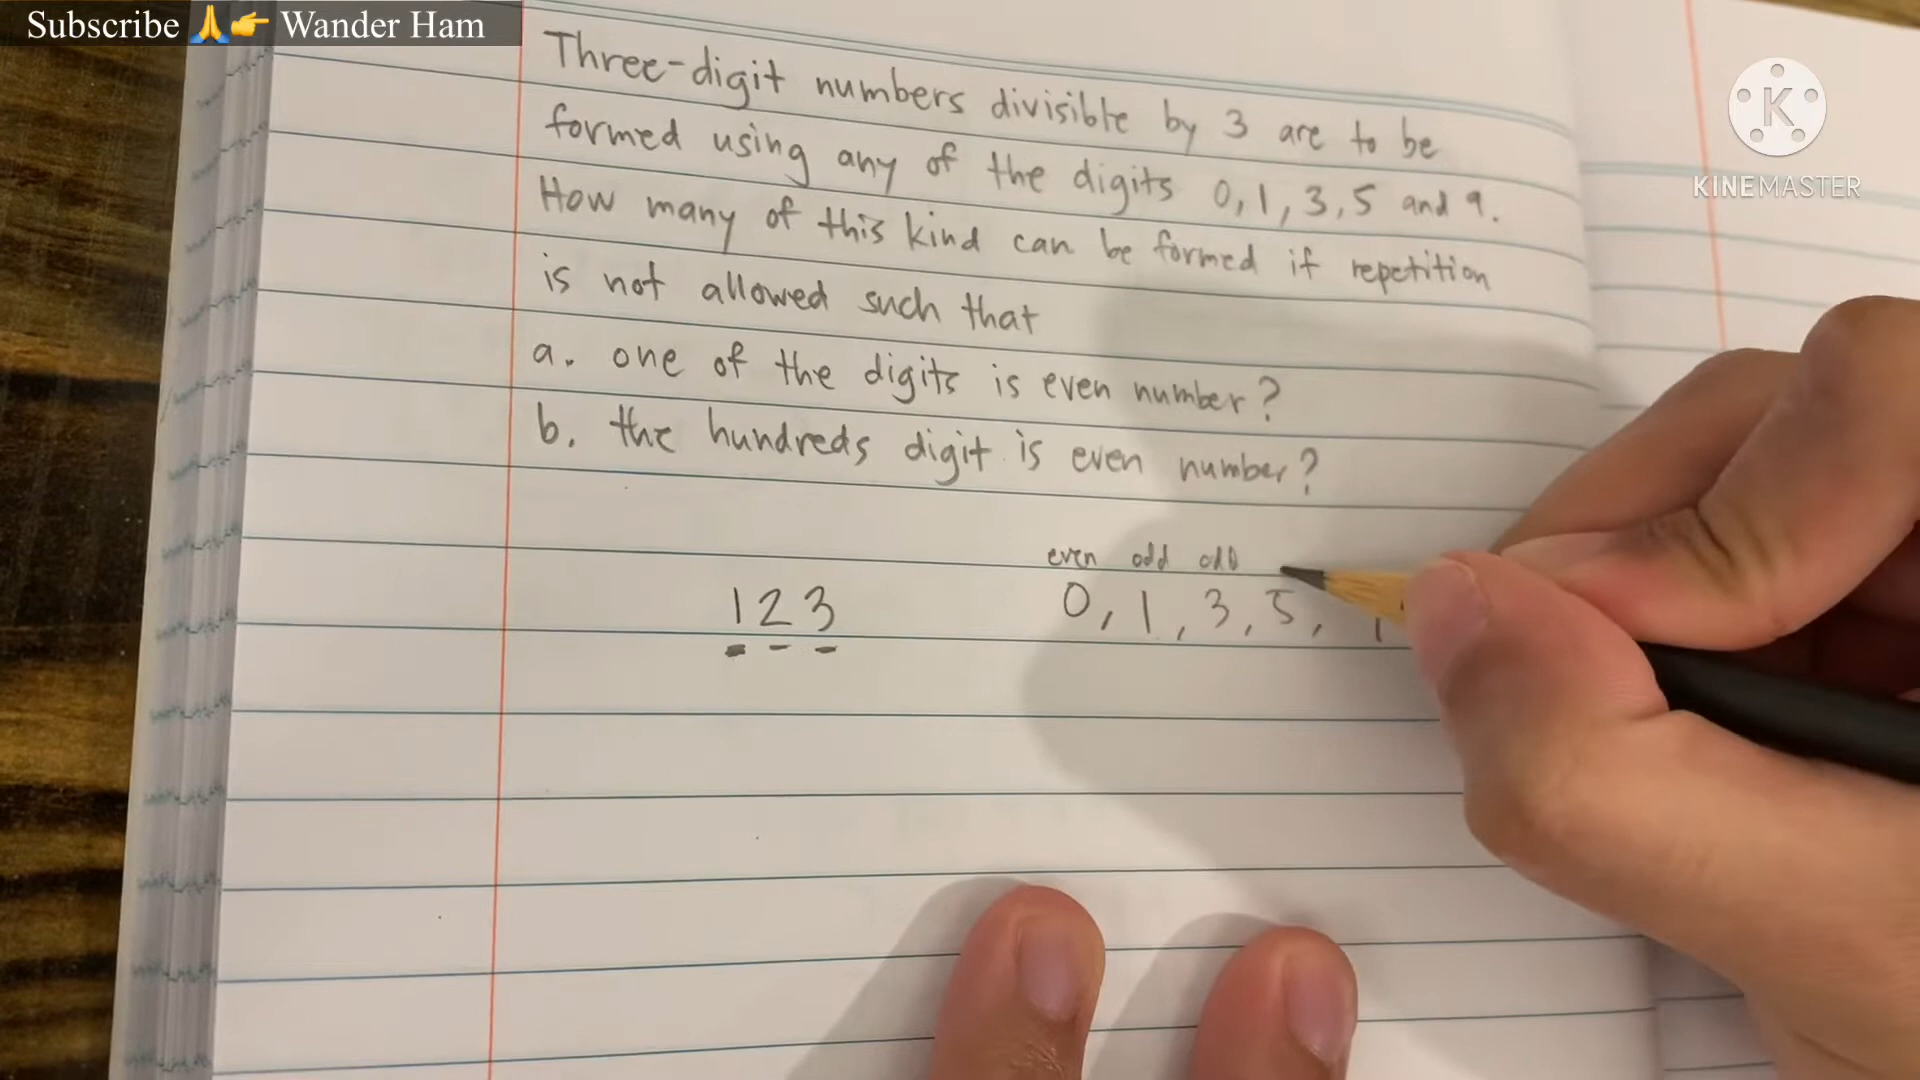 Subscribe 🙏👉 Wander Ham
Three-digit numbers divisible by 3 are to be
formed using any of the digits 0, 1, 3, 5 and 9.
How many of this kind can be formed if repetition
is not allowed such that
a. one of the digits is even number?
b. the hundreds digit is even number?
even odd odd
123
0, 1, 3, 5,
K
KINEMASTER